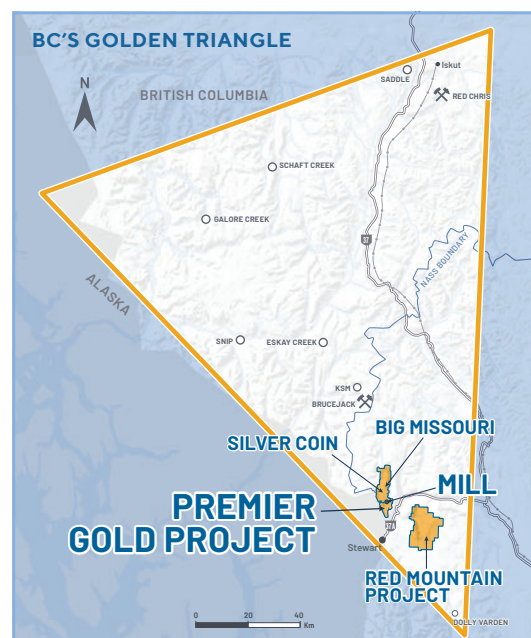 BC'S GOLDEN TRIANGLE
Iskut
SADDLE
N
BRITISH COLUMBIA
RED CHRIS
SCHAFT CREEK
GALORE CREEK
37
NASS BOUNDARY
ALASKA
SNIP
ESKAY CREEK
KSM
BRUCEJACK
BIG MISSOURI
SILVER COIN
MILL
PREMIER
GOLD PROJECT
37A
Stewart
RED MOUNTAIN
PROJECT
DOLLY VARDEN
0 20 40
Km